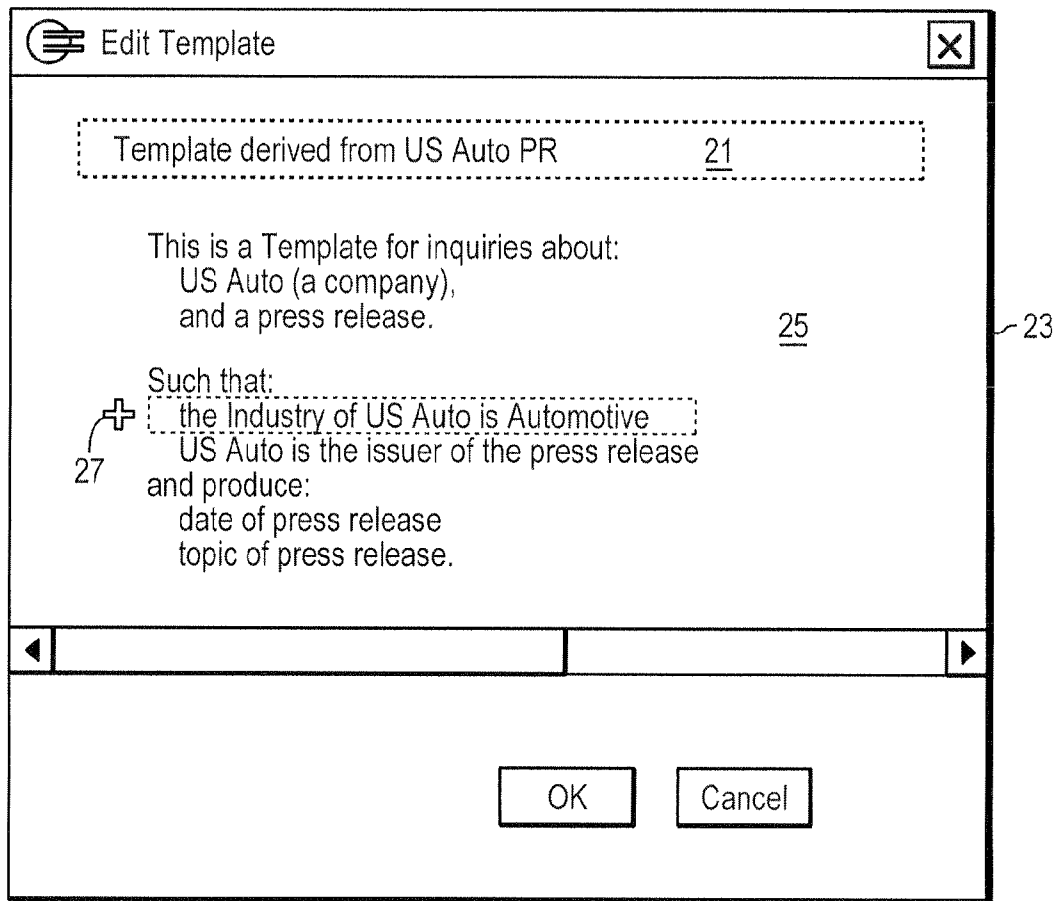 Edit Template
Template derived from US Auto PR 21
This is a Template for inquiries about:
US Auto (a company),
and a press release.
25
23
Such that:
the Industry of US Auto is Automotive
US Auto is the issuer of the press release
27
and produce:
date of press release
topic of press release.
OK Cancel